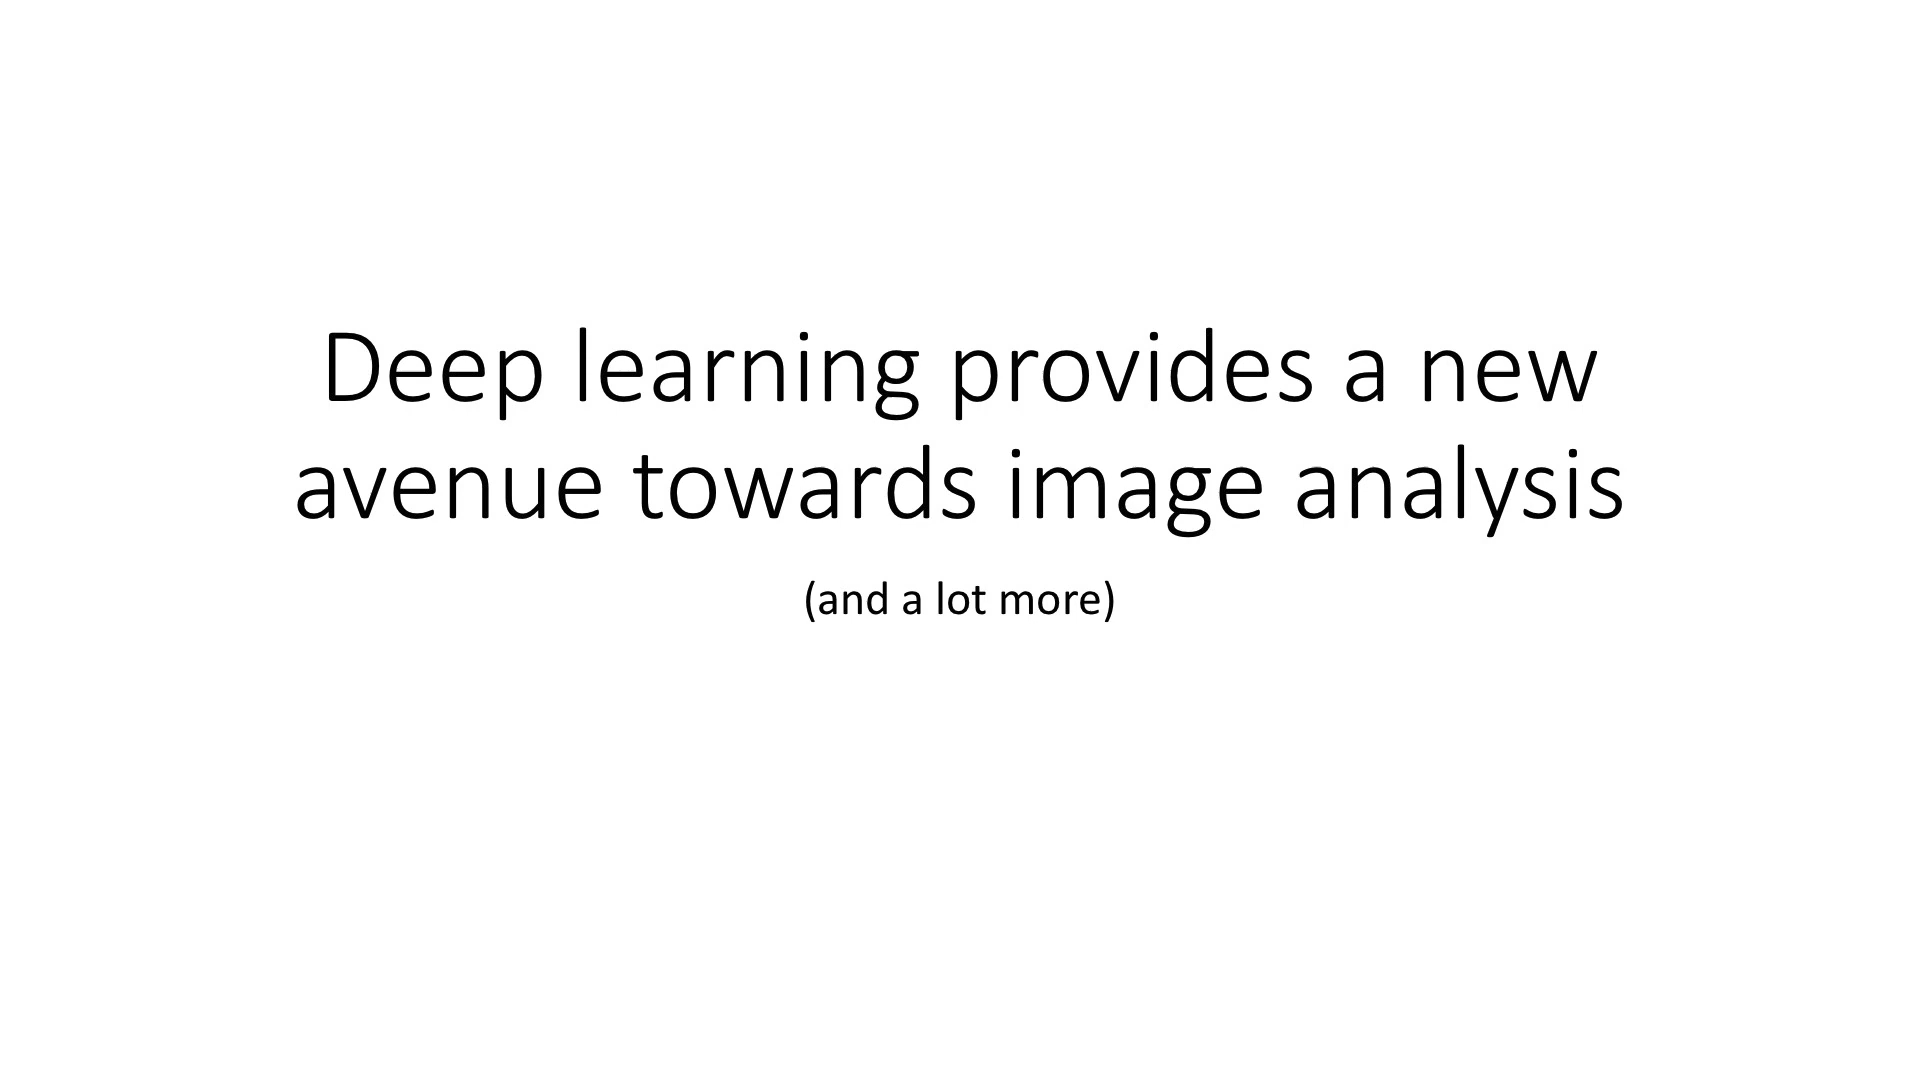 Deep learning provides a new
avenue towards image analysis
(and a lot more)